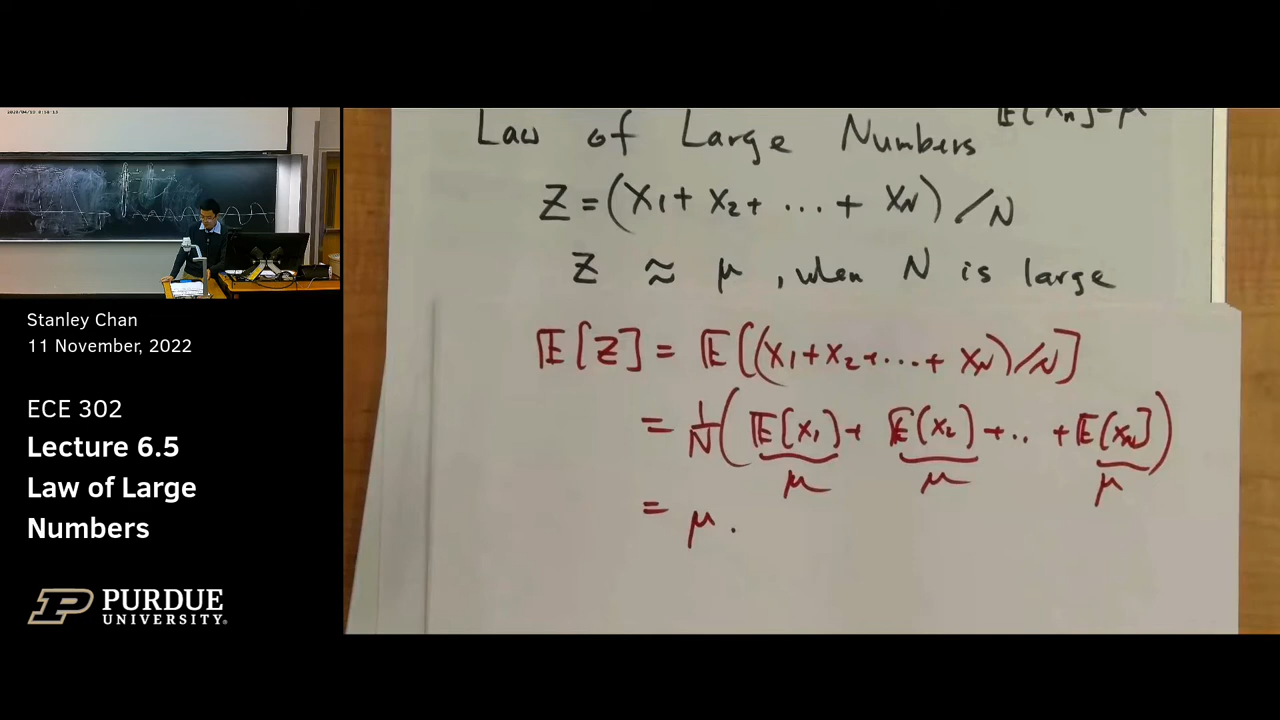 Stanley Chan
11 November, 2022
ECE 302
Lecture 6.5
Law of Large
Numbers
PURDUE
UNIVERSITY.
E[Xn]=μ
Law of Large Numbers
Z=(X1+ X2+ ...+ XN)/N
Z ≈ μ , when N is large
𝔼[Z] = 𝔼[(X1+X2+...+ XN)/N]
= 1/N( 𝔼[X1]+ 𝔼[X2]+.. +𝔼[XN])
μ μ μ
= μ.